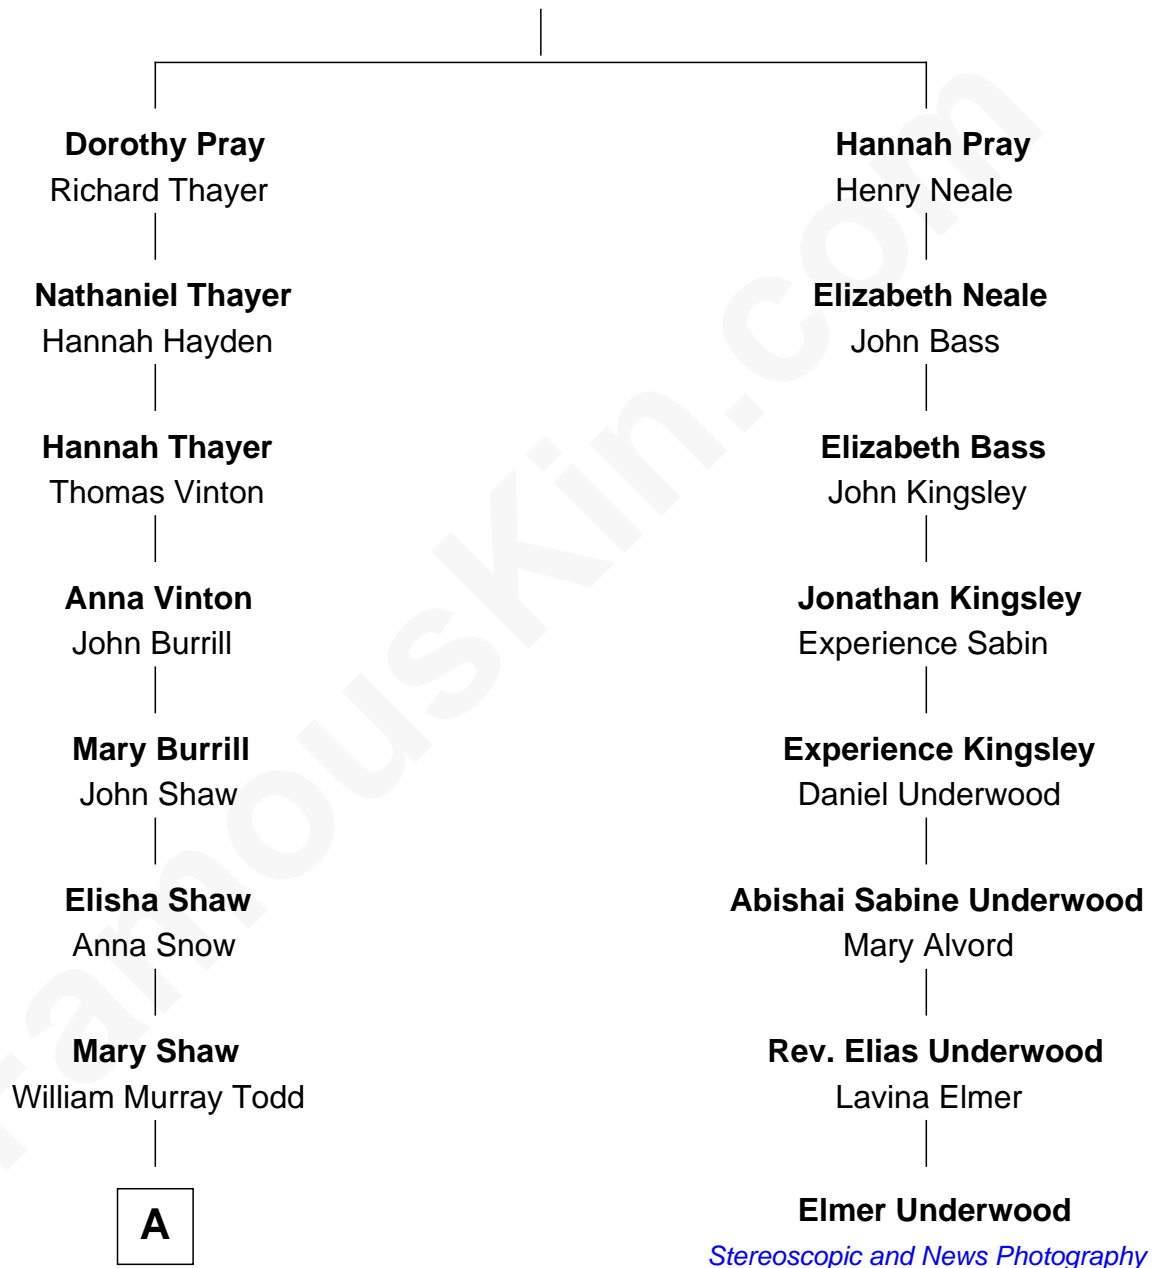 Dorothy Pray
Richard Thayer
Nathaniel Thayer
Hannah Hayden
Hannah Thayer
Thomas Vinton
Anna Vinton
John Burrill
Mary Burrill
John Shaw
Elisha Shaw
Anna Snow
Mary Shaw
William Murray Todd
A
Hannah Pray
Henry Neale
Elizabeth Neale
John Bass
Elizabeth Bass
John Kingsley
Jonathan Kingsley
Experience Sabin
Experience Kingsley
Daniel Underwood
Abishai Sabine Underwood
Mary Alvord
Rev. Elias Underwood
Lavina Elmer
Elmer Underwood
Stereoscopic and News Photography
FamousKin.com